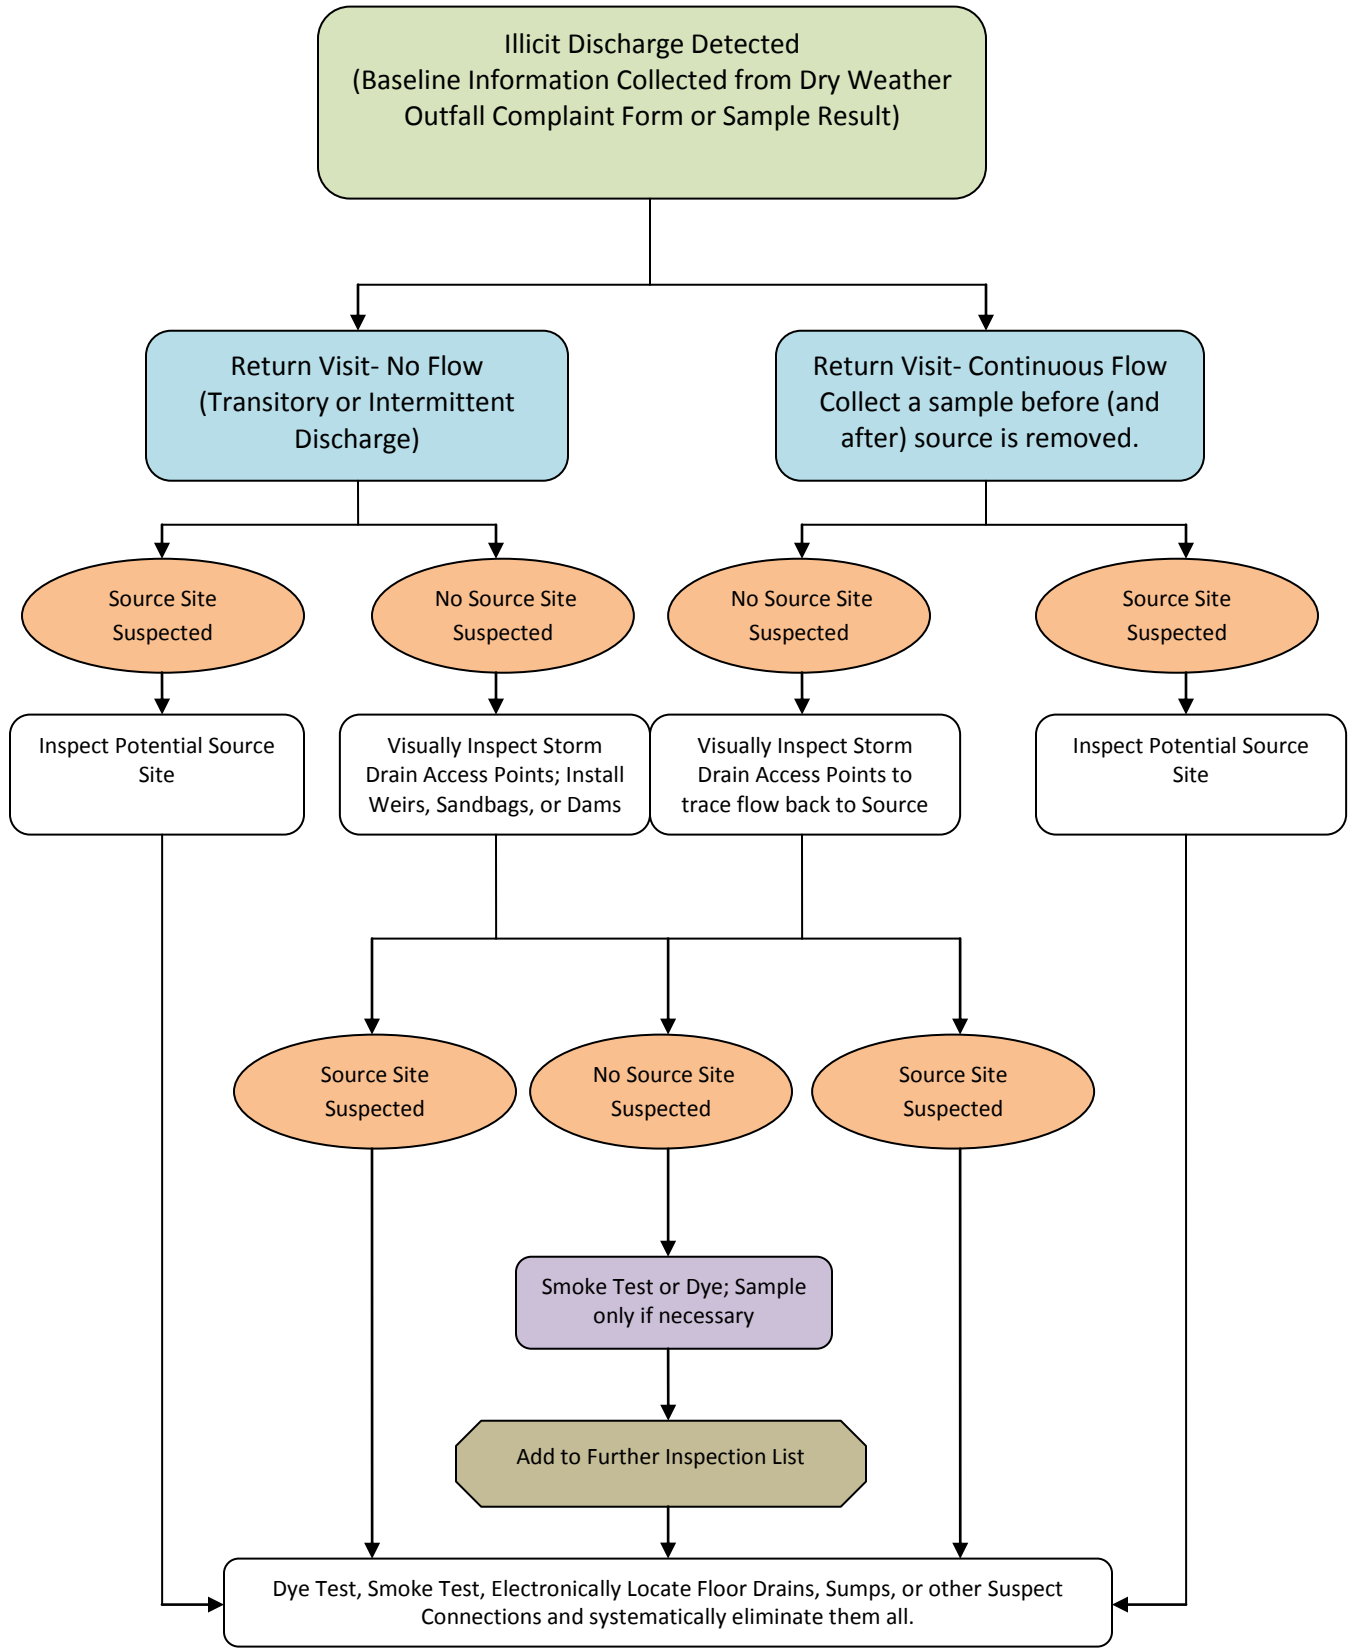 Illicit Discharge Detected
(Baseline Information Collected from Dry Weather
Outfall Complaint Form or Sample Result)
Return Visit- No Flow
(Transitory or Intermittent
Discharge)
Return Visit- Continuous Flow
Collect a sample before (and
after) source is removed.
Source Site
Suspected
No Source Site
Suspected
No Source Site
Suspected
Source Site
Suspected
Inspect Potential Source
Site
Visually Inspect Storm
Drain Access Points; Install
Weirs, Sandbags, or Dams
Visually Inspect Storm
Drain Access Points to
trace flow back to Source
Inspect Potential Source
Site
Source Site
Suspected
No Source Site
Suspected
Source Site
Suspected
Smoke Test or Dye; Sample
only if necessary
Add to Further Inspection List
Dye Test, Smoke Test, Electronically Locate Floor Drains, Sumps, or other Suspect
Connections and systematically eliminate them all.